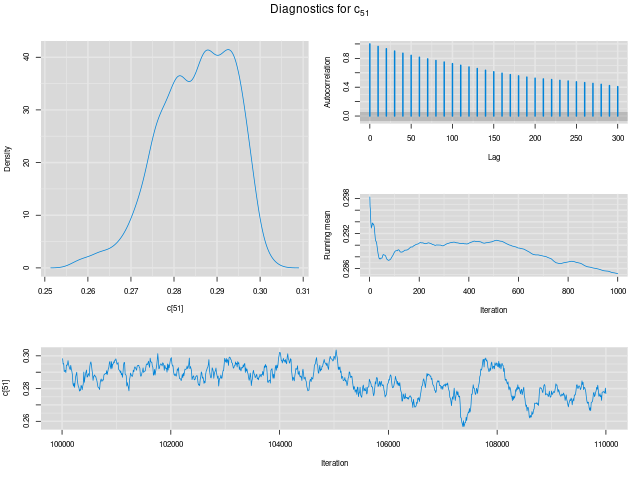 Diagnostics for c51
Density
40
30
20
10
0
0.25 0.26 0.27 0.28 0.29 0.30 0.31
c[51]
Autocorrelation
0.8
0.4
0.0
0 50 100 150 200 250 300
Lag
Running mean
0.298
0.292
0.286
0 200 400 600 800 1000
Iteration
c[51]
0.30
0.28
0.26
100000 102000 104000 106000 108000 110000
Iteration